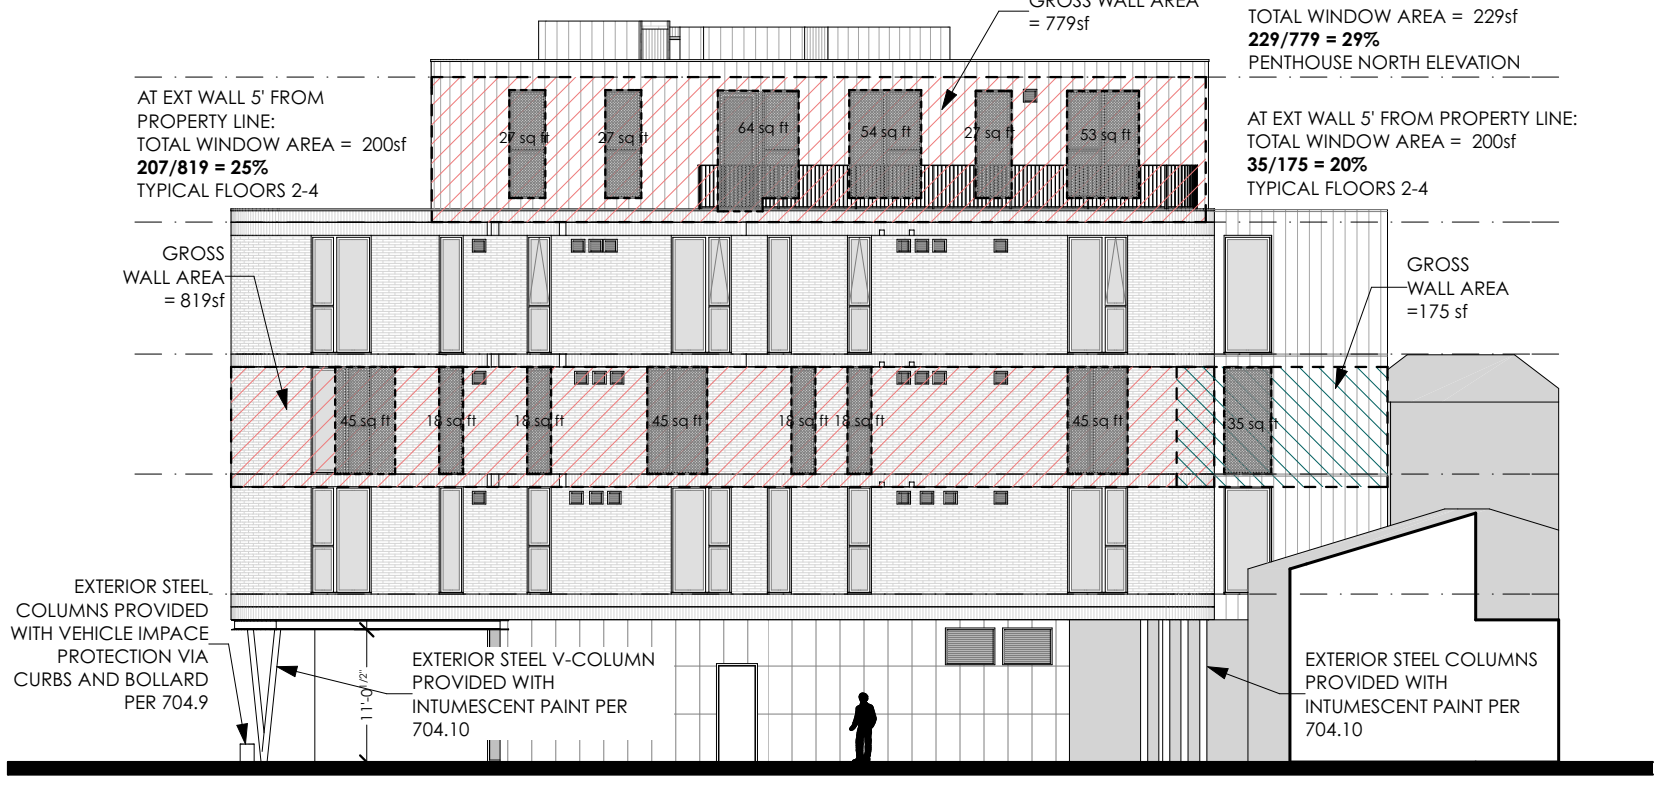 GROSS WALL AREA
= 779sf
TOTAL WINDOW AREA = 229sf
229/779 = 29%
PENTHOUSE NORTH ELEVATION
AT EXT WALL 5' FROM
PROPERTY LINE:
TOTAL WINDOW AREA = 200sf
207/819 = 25%
TYPICAL FLOORS 2-4
AT EXT WALL 5' FROM PROPERTY LINE:
TOTAL WINDOW AREA = 200sf
35/175 = 20%
TYPICAL FLOORS 2-4
27 sq ft
27 sq ft
64 sq ft
54 sq ft
27 sq ft
53 sq ft
GROSS
WALL AREA
= 819sf
GROSS
WALL AREA
=175 sf
45 sq ft
18 sq ft
18 sq ft
45 sq ft
18 sq ft
18 sq ft
45 sq ft
35 sq ft
EXTERIOR STEEL
COLUMNS PROVIDED
WITH VEHICLE IMPACE
PROTECTION VIA
CURBS AND BOLLARD
PER 704.9
11'-0 1/2"
EXTERIOR STEEL V-COLUMN
PROVIDED WITH
INTUMESCENT PAINT PER
704.10
EXTERIOR STEEL COLUMNS
PROVIDED WITH
INTUMESCENT PAINT PER
704.10